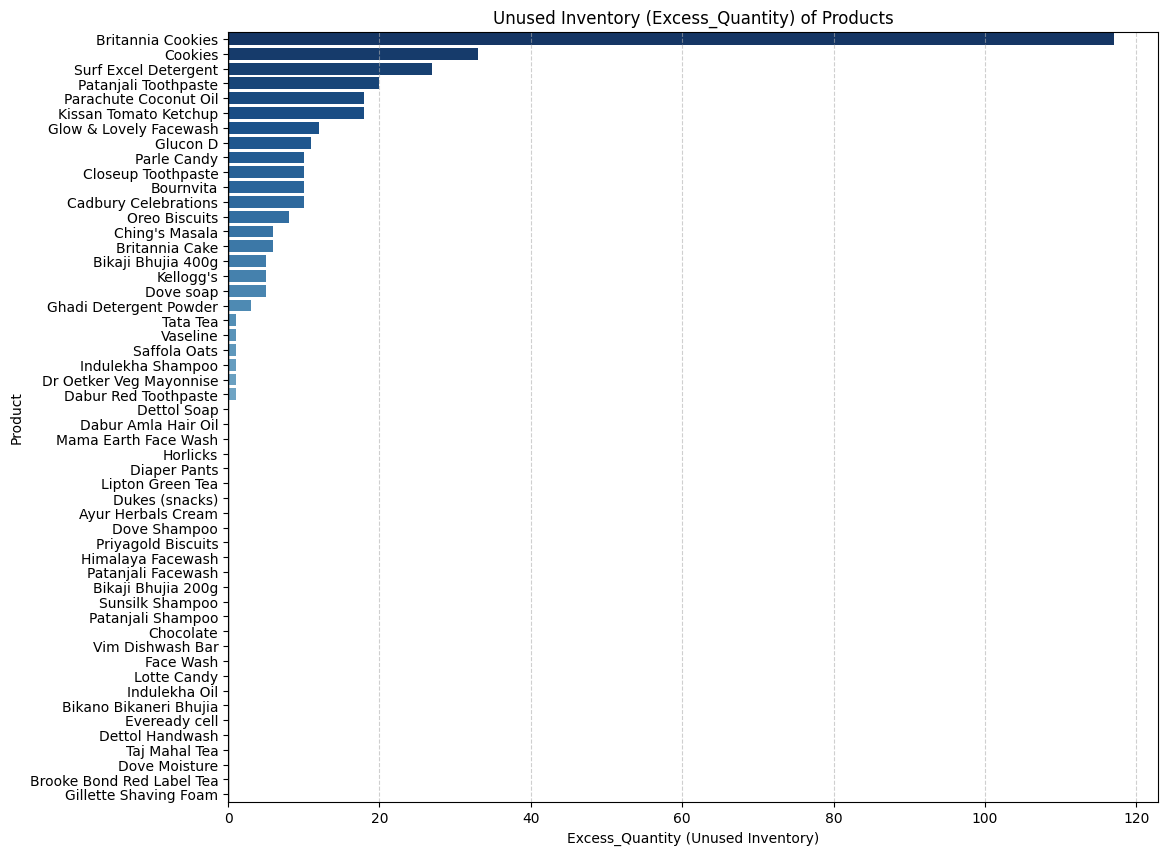 Unused Inventory (Excess_Quantity) of Products
Britannia Cookies
Cookies
Surf Excel Detergent
Patanjali Toothpaste
Parachute Coconut Oil
Kissan Tomato Ketchup
Glow & Lovely Facewash
Glucon D
Parle Candy
Closeup Toothpaste
Bournvita
Cadbury Celebrations
Oreo Biscuits
Ching's Masala
Britannia Cake
Bikaji Bhujia 400g
Kellogg's
Dove soap
Ghadi Detergent Powder
Tata Tea
Vaseline
Saffola Oats
Indulekha Shampoo
Dr Oetker Veg Mayonnise
Dabur Red Toothpaste
Dettol Soap
Dabur Amla Hair Oil
Mama Earth Face Wash
Horlicks
Diaper Pants
Lipton Green Tea
Dukes (snacks)
Ayur Herbals Cream
Dove Shampoo
Priyagold Biscuits
Himalaya Facewash
Patanjali Facewash
Bikaji Bhujia 200g
Sunsilk Shampoo
Patanjali Shampoo
Chocolate
Vim Dishwash Bar
Face Wash
Lotte Candy
Indulekha Oil
Bikano Bikaneri Bhujia
Eveready cell
Dettol Handwash
Taj Mahal Tea
Dove Moisture
Brooke Bond Red Label Tea
Gillette Shaving Foam
Product
0 20 40 60 80 100 120
Excess_Quantity (Unused Inventory)